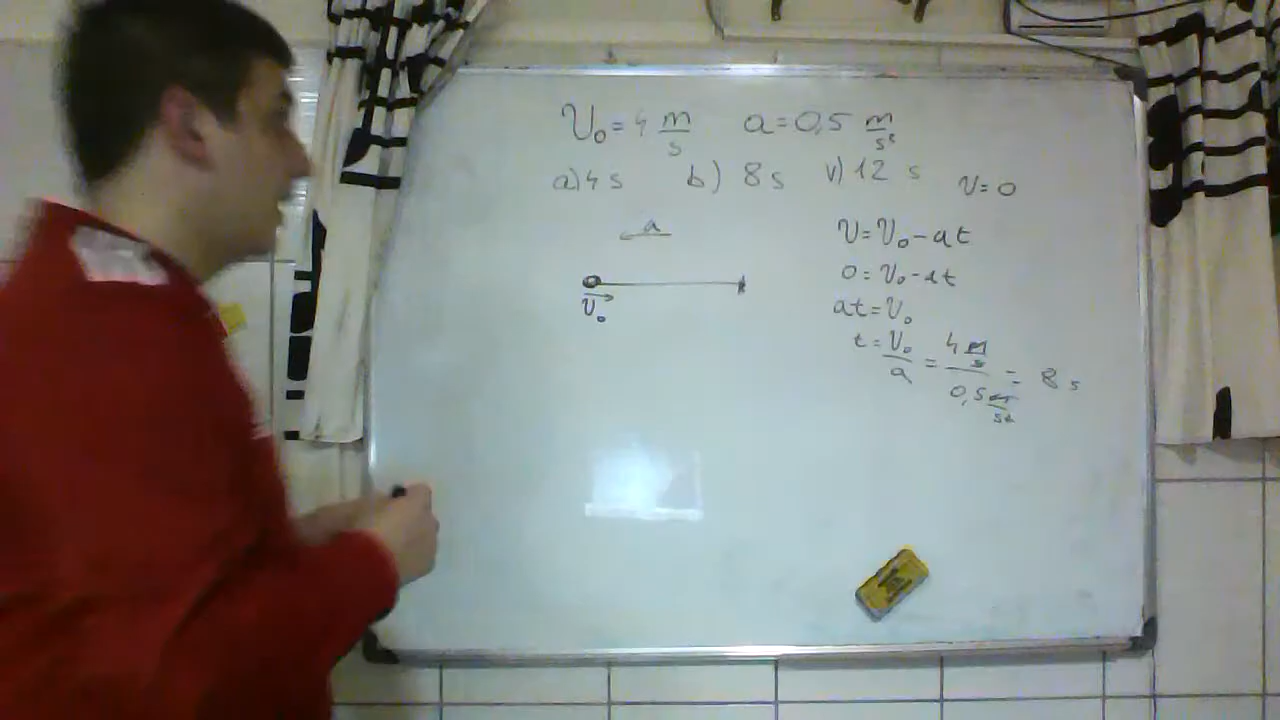 V₀ = 4 m/s a = 0,5 m/s²
a) 4 s b) 8 s v) 12 s
v = 0
a
V₀
V = V₀ - at
0 = V₀ - at
at = V₀
t = V₀/a = 4 m/s / 0,5 m/s² = 8 s